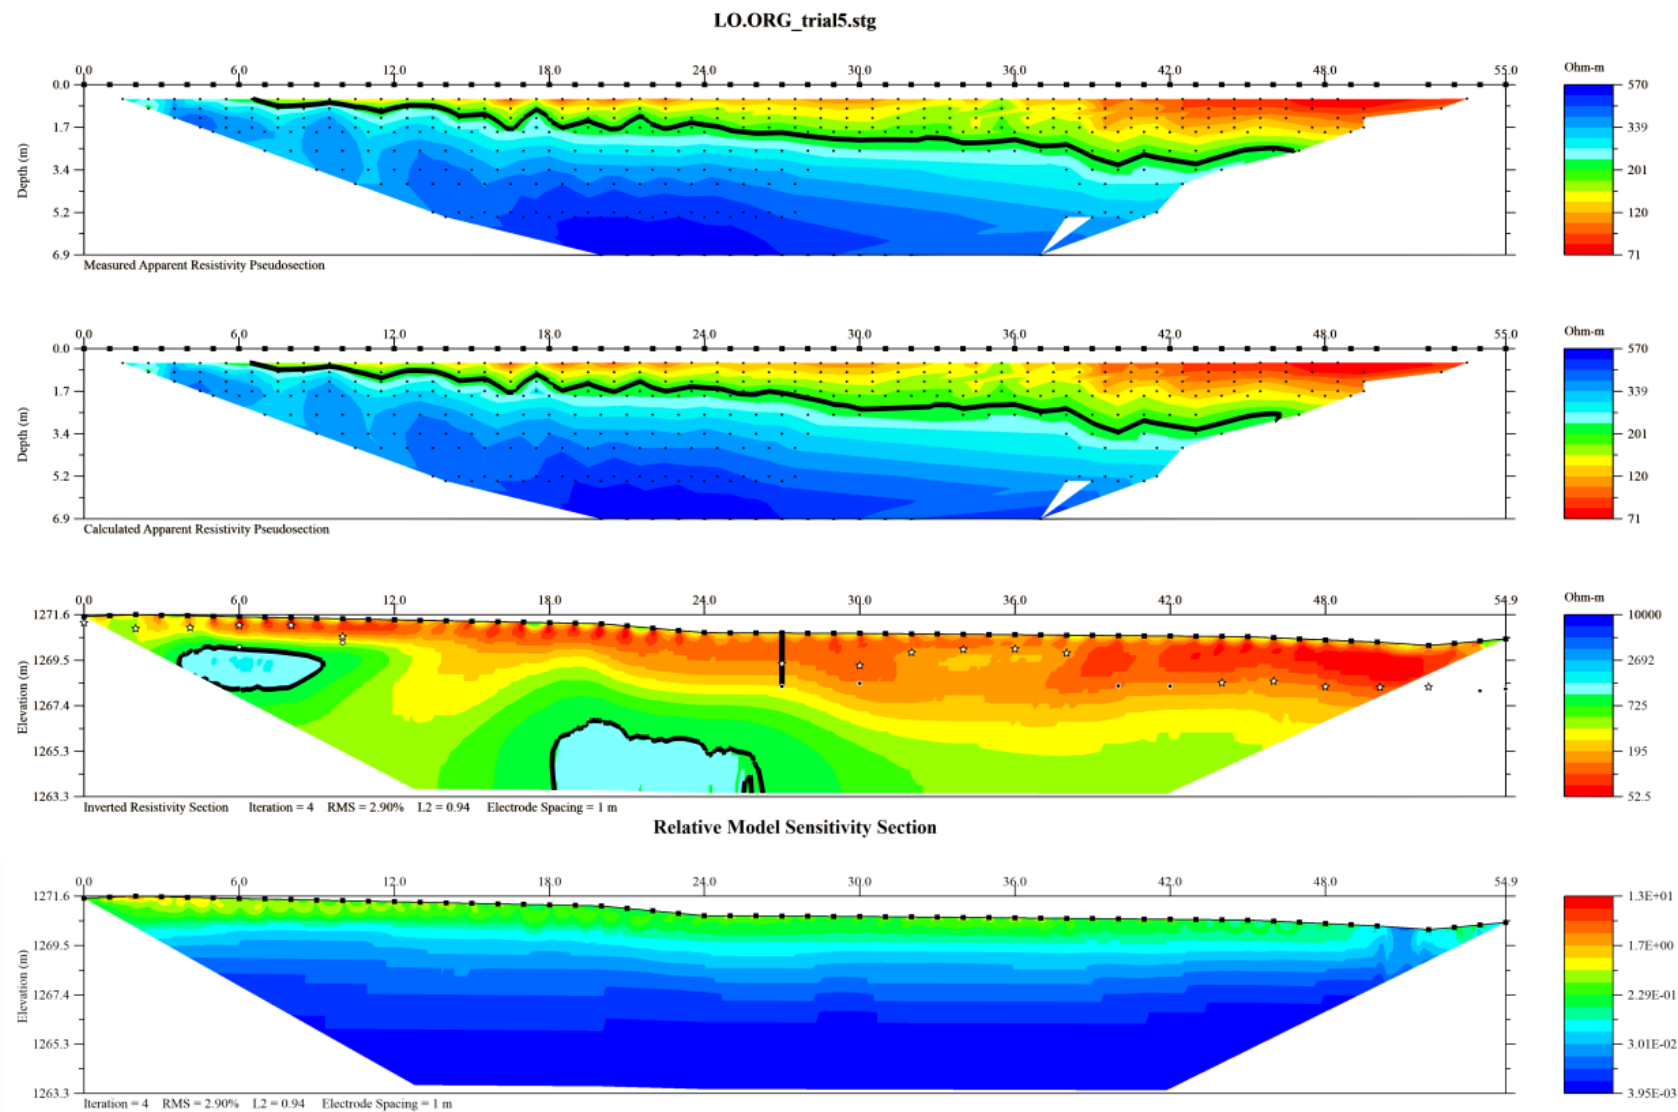 LO.ORG_trial5.stg
0.0 6.0 12.0 18.0 24.0 30.0 36.0 42.0 48.0 55.0
Ohm-m
0.0
1.7
3.4
5.2
6.9
Depth (m)
570
339
201
120
71
Measured Apparent Resistivity Pseudosection
0.0 6.0 12.0 18.0 24.0 30.0 36.0 42.0 48.0 55.0
Ohm-m
0.0
1.7
3.4
5.2
6.9
Depth (m)
570
339
201
120
71
Calculated Apparent Resistivity Pseudosection
0.0 6.0 12.0 18.0 24.0 30.0 36.0 42.0 48.0 54.9
Ohm-m
1271.6
1269.5
1267.4
1265.3
1263.3
Elevation (m)
10000
2692
725
195
52.5
Inverted Resistivity Section Iteration = 4 RMS = 2.90% L2 = 0.94 Electrode Spacing = 1 m
Relative Model Sensitivity Section
0.0 6.0 12.0 18.0 24.0 30.0 36.0 42.0 48.0 54.9
1271.6
1269.5
1267.4
1265.3
1263.3
Elevation (m)
1.3E+01
1.7E+00
2.29E-01
3.01E-02
3.95E-03
Iteration = 4 RMS = 2.90% L2 = 0.94 Electrode Spacing = 1 m